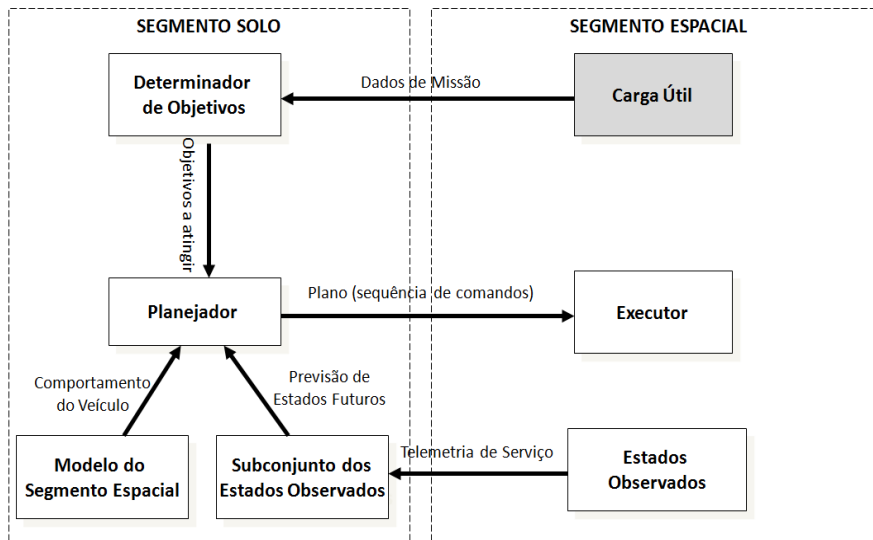 SEGMENTO SOLO
SEGMENTO ESPACIAL
Determinador
de Objetivos
Dados de Missão
Carga Útil
Objetivos a atingir
Planejador
Plano (sequência de comandos)
Executor
Comportamento
do Veículo
Previsão de
Estados Futuros
Modelo do
Segmento Espacial
Subconjunto dos
Estados Observados
Telemetria de Serviço
Estados
Observados